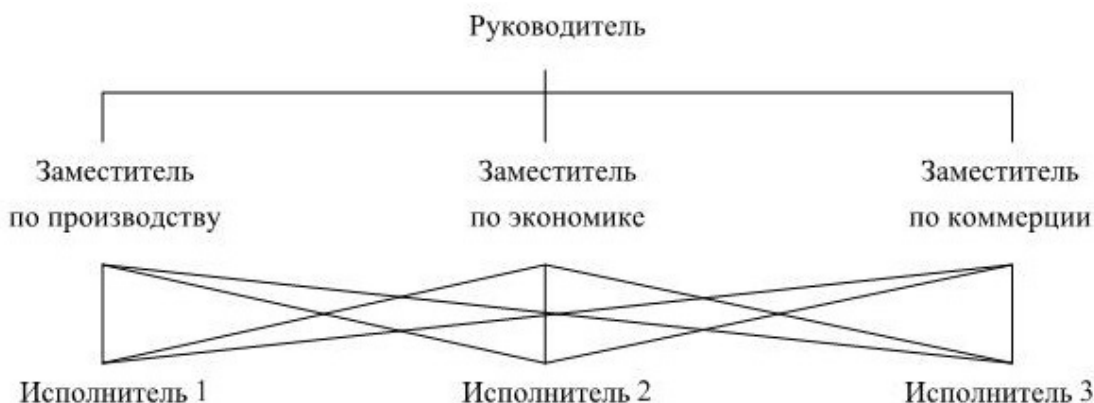 Руководитель
Заместитель
по производству
Заместитель
по экономике
Заместитель
по коммерции
Исполнитель 1
Исполнитель 2
Исполнитель 3